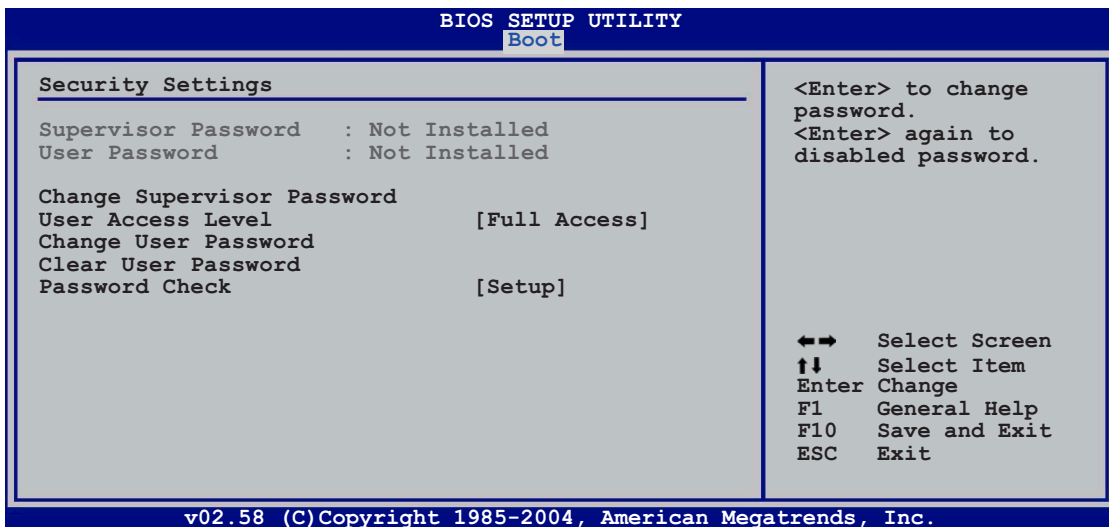 BIOS SETUP UTILITY
Boot
Security Settings
Supervisor Password : Not Installed
User Password : Not Installed
Change Supervisor Password
User Access Level [Full Access]
Change User Password
Clear User Password
Password Check [Setup]
<Enter> to change
password.
<Enter> again to
disabled password.
←→ Select Screen
↑↓ Select Item
Enter Change
F1 General Help
F10 Save and Exit
ESC Exit
v02.58 (C)Copyright 1985-2004, American Megatrends, Inc.